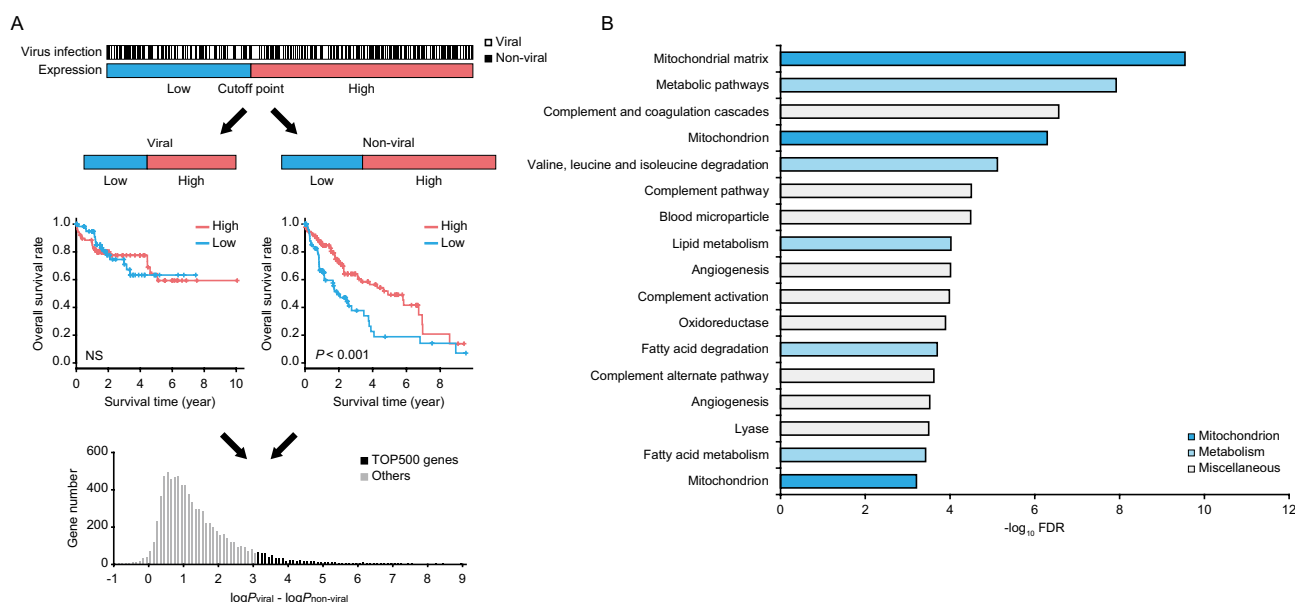 A
Virus infection
Viral
Non-viral
Expression
Low
Cutoff point
High
Viral
Low
High
Non-viral
Low
High
Overall survival rate
1.0
0.8
0.6
0.4
0.2
0.0
High
Low
NS
0 2 4 6 8 10
Survival time (year)
Overall survival rate
1.0
0.8
0.6
0.4
0.2
0.0
High
Low
P < 0.001
0 2 4 6 8
Survival time (year)
Gene number
600
400
200
0
TOP500 genes
Others
-1 0 1 2 3 4 5 6 7 8 9
logPviral - logPnon-viral
B
Mitochondrial matrix
Metabolic pathways
Complement and coagulation cascades
Mitochondrion
Valine, leucine and isoleucine degradation
Complement pathway
Blood microparticle
Lipid metabolism
Angiogenesis
Complement activation
Oxidoreductase
Fatty acid degradation
Complement alternate pathway
Angiogenesis
Lyase
Fatty acid metabolism
Mitochondrion
Mitochondrion
Metabolism
Miscellaneous
0 2 4 6 8 10 12
-log10 FDR